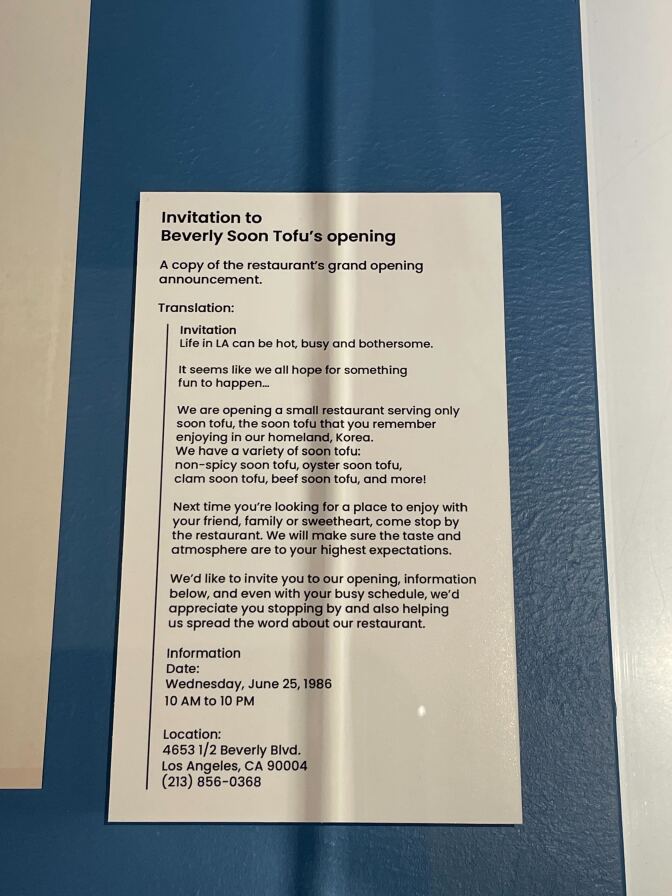 Invitation to
Beverly Soon Tofu's opening
A copy of the restaurant's grand opening
announcement.
Translation:
Invitation
Life in LA can be hot, busy and bothersome.
It seems like we all hope for something
fun to happen...
We are opening a small restaurant serving only
soon tofu, the soon tofu that you remember
enjoying in our homeland, Korea.
We have a variety of soon tofu:
non-spicy soon tofu, oyster soon tofu,
clam soon tofu, beef soon tofu, and more!
Next time you're looking for a place to enjoy with
your friend, family or sweetheart, come stop by
the restaurant. We will make sure the taste and
atmosphere are to your highest expectations.
We'd like to invite you to our opening, information
below, and even with your busy schedule, we'd
appreciate you stopping by and also helping
us spread the word about our restaurant.
Information
Date:
Wednesday, June 25, 1986
10 AM to 10 PM
Location:
4653 1/2 Beverly Blvd.
Los Angeles, CA 90004
(213) 856-0368